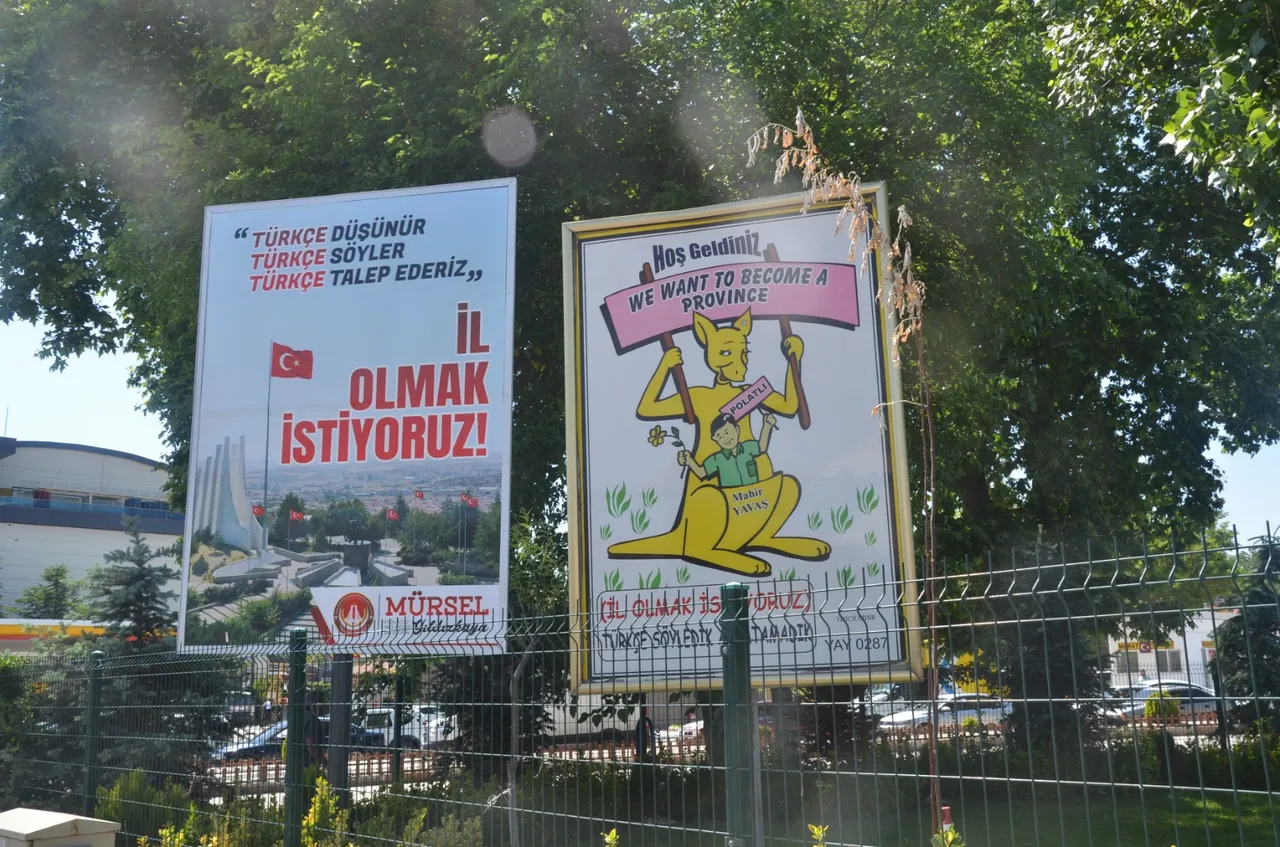 “TÜRKÇE DÜŞÜNÜR
TÜRKÇE SÖYLER
TÜRKÇE TALEP EDERİZ„
İL
OLMAK
İSTİYORUZ!
MÜRSEL
Yıldızkaya
Hoş Geldiniz
WE WANT TO BECOME A
PROVINCE
POLATLI
Mahir
YAVAŞ
(İL OLMAK İSTİYORUZ)
TÜRKÇE SÖYLEDİK
YAY 0287